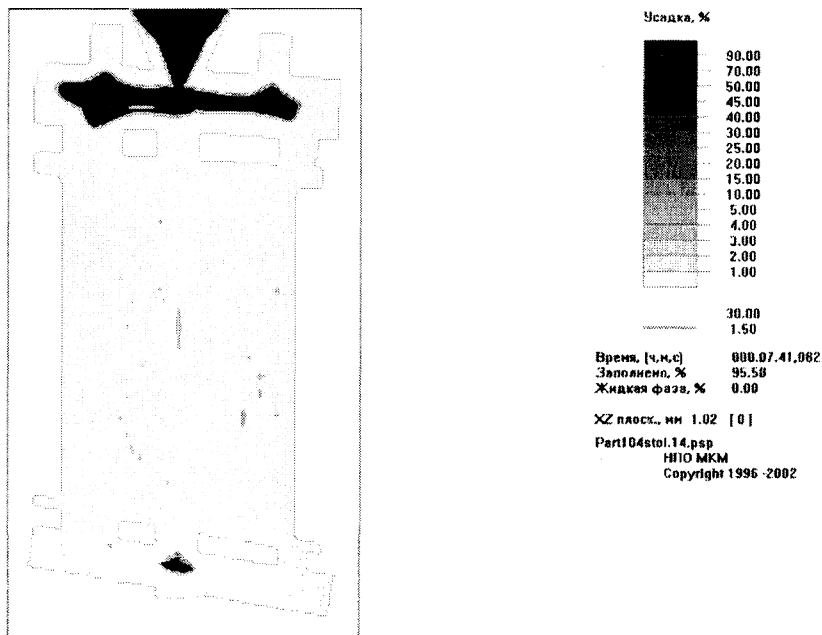 Усадка, %
90.00
70.00
50.00
45.00
40.00
30.00
25.00
20.00
15.00
10.00
5.00
4.00
3.00
2.00
1.00
30.00
1.50
Время, (ч,м,с) 000.07.41,082
Заполнено, % 95.58
Жидкая фаза, % 0.00
XZ плоск., мм 1.02 [ 0 ]
Part104stol.14.psp
НПО МКМ
Copyright 1996 -2002